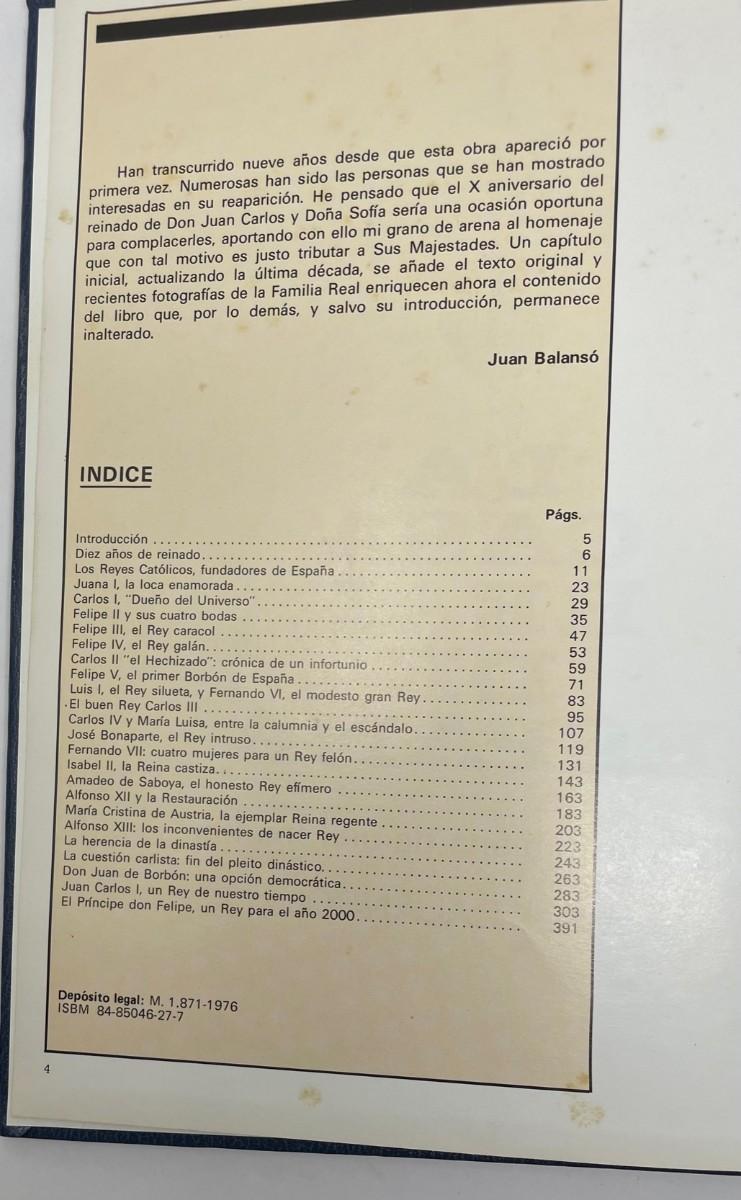 Han transcurrido nueve años desde que esta obra apareció por
primera vez. Numerosas han sido las personas que se han mostrado
interesadas en su reaparición. He pensado que el X aniversario del
reinado de Don Juan Carlos y Doña Sofía sería una ocasión oportuna
para complacerles, aportando con ello mi grano de arena al homenaje
que con tal motivo es justo tributar a Sus Majestades. Un capítulo
inicial, actualizando la última década, se añade el texto original y
recientes fotografías de la Familia Real enriquecen ahora el contenido
del libro que, por lo demás, y salvo su introducción, permanece
inalterado.
Juan Balansó
INDICE
Págs.
Introducción ........ 5
Diez años de reinado........ 6
Los Reyes Católicos, fundadores de España ........ 11
Juana I, la loca enamorada ........ 23
Carlos I, "Dueño del Universo" ........ 29
Felipe II y sus cuatro bodas ........ 35
Felipe III, el Rey caracol ........ 47
Felipe IV, el Rey galán........ 53
Carlos II "el Hechizado": crónica de un infortunio ........ 59
Felipe V, el primer Borbón de España ........ 71
Luis I, el Rey silueta, y Fernando VI, el modesto gran Rey ........ 83
El buen Rey Carlos III ........ 95
Carlos IV y María Luisa, entre la calumnia y el escándalo ........ 107
José Bonaparte, el Rey intruso ........ 119
Fernando VII: cuatro mujeres para un Rey felón ........ 131
Isabel II, la Reina castiza ........ 143
Amadeo de Saboya, el honesto Rey efímero ........ 163
Alfonso XII y la Restauración ........ 183
María Cristina de Austria, la ejemplar Reina regente ........ 203
Alfonso XIII: los inconvenientes de nacer Rey ........ 223
La herencia de la dinastía ........ 243
La cuestión carlista: fin del pleito dinástico ........ 263
Don Juan de Borbón: una opción democrática ........ 283
Juan Carlos I, un Rey de nuestro tiempo ........ 303
El Príncipe don Felipe, un Rey para el año 2000 ........ 391
Depósito legal: M. 1.871-1976
ISBM 84-85046-27-7
4